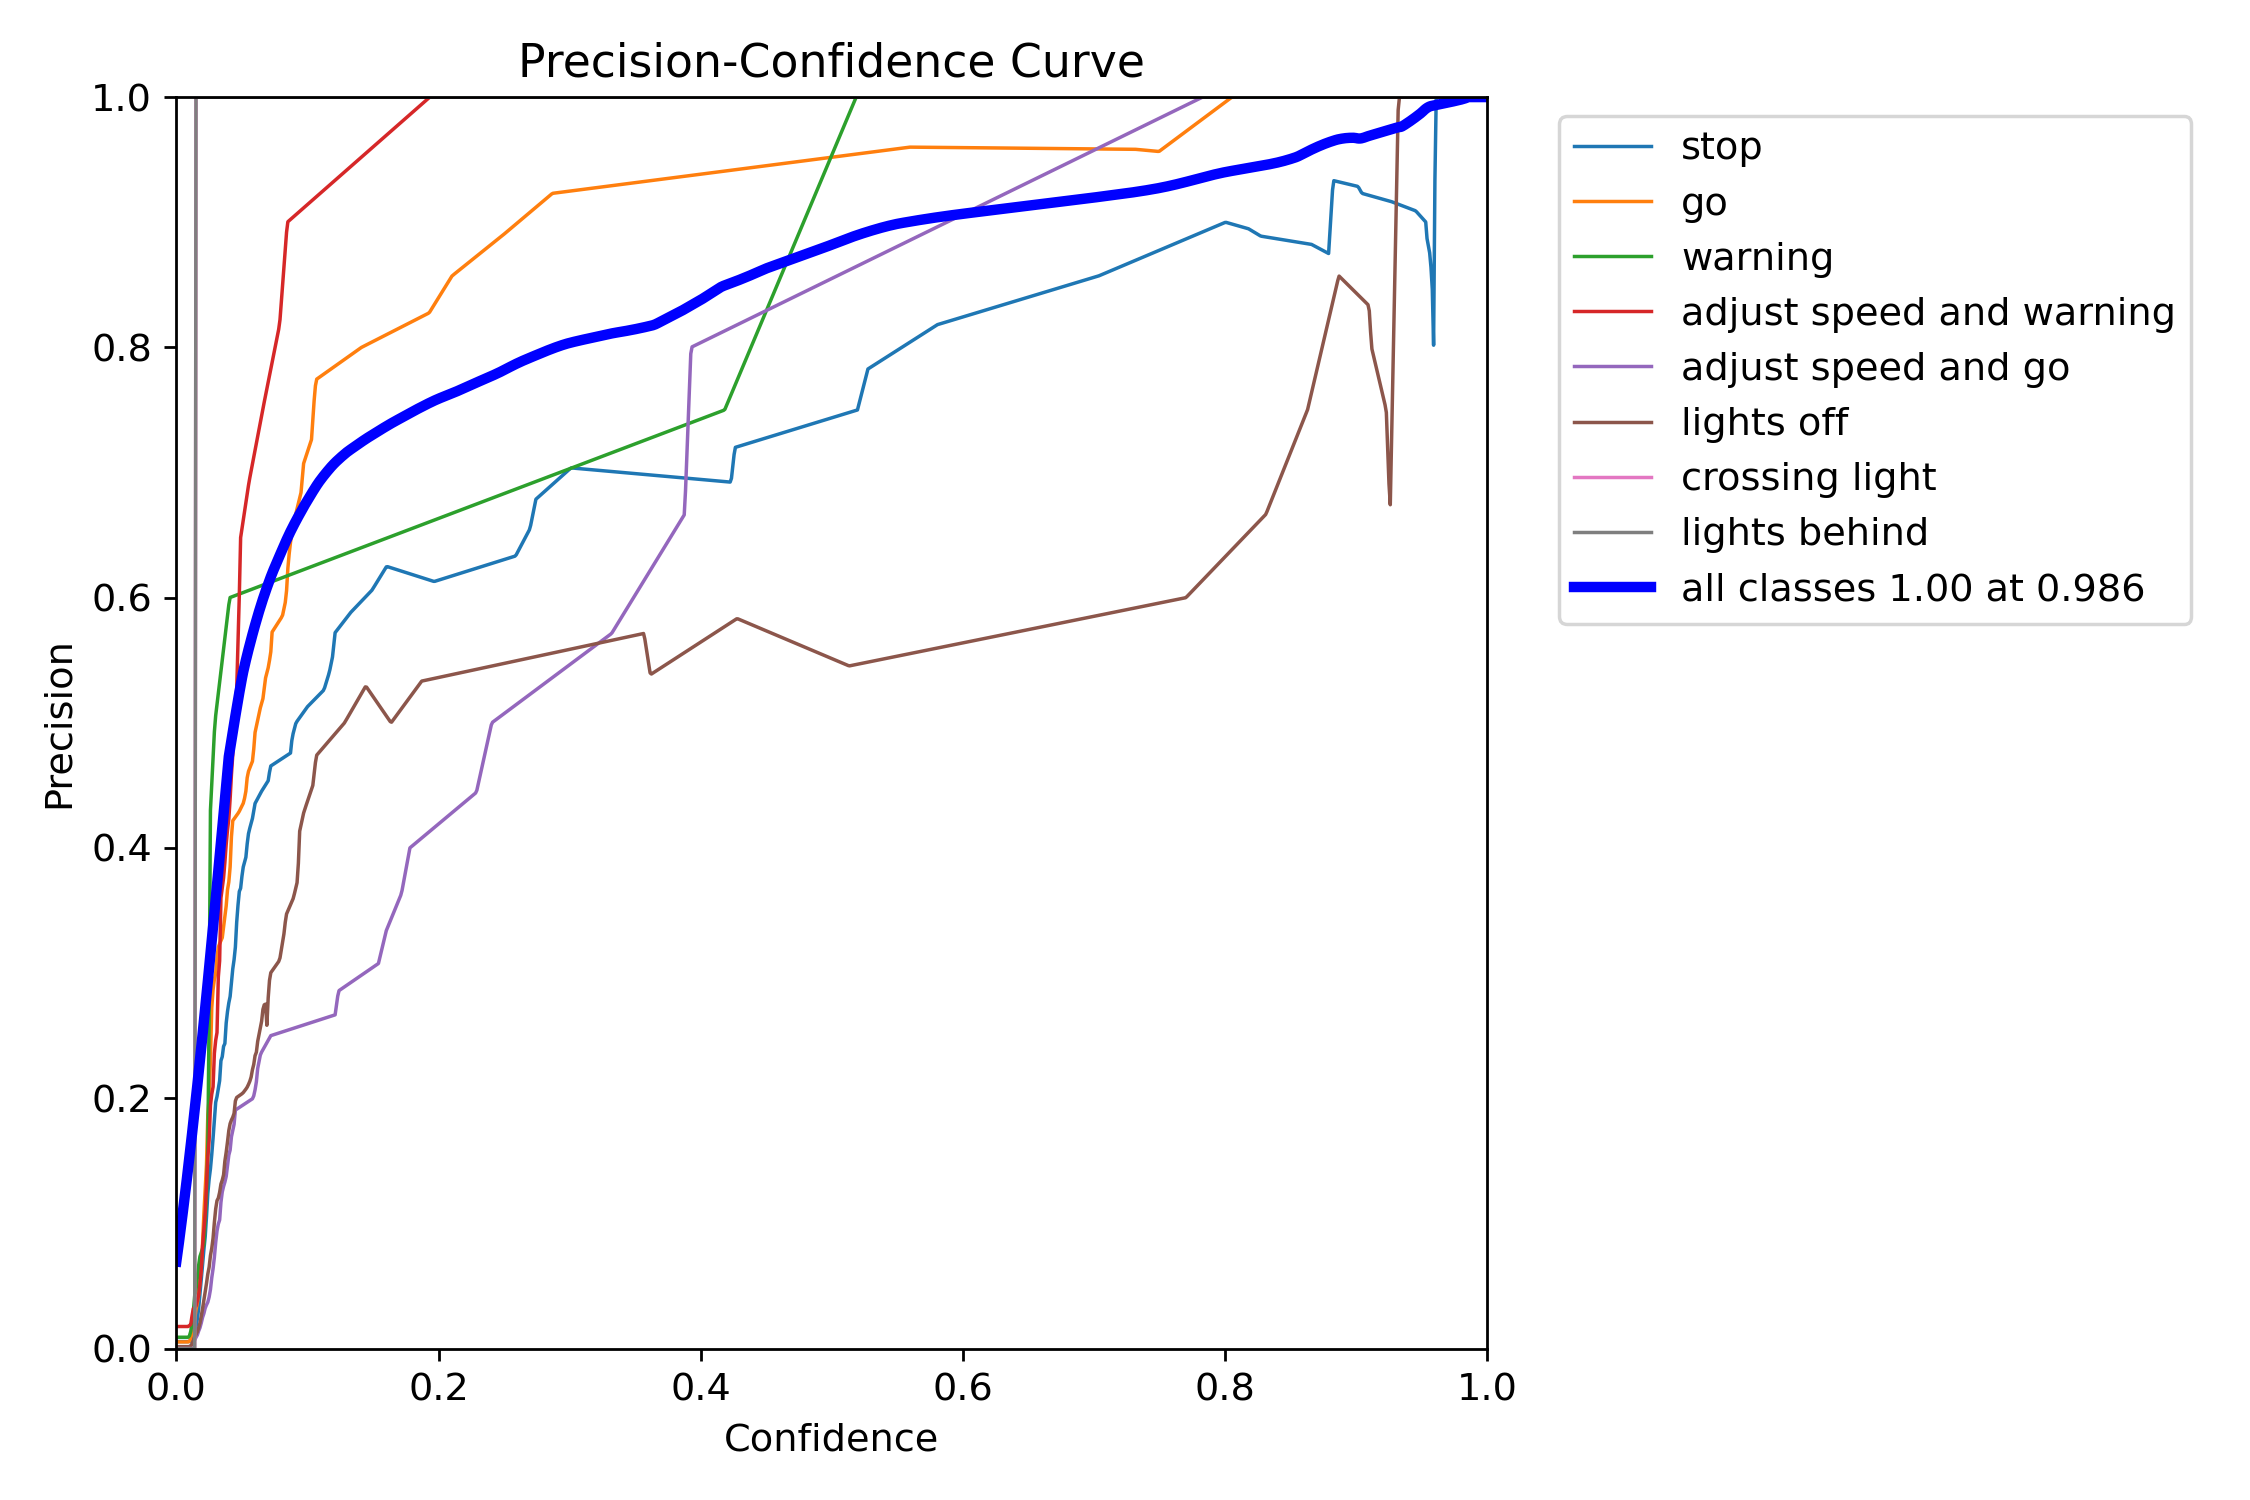 Precision-Confidence Curve
1.0
0.8
0.6
0.4
0.2
0.0
Precision
0.0 0.2 0.4 0.6 0.8 1.0
Confidence
stop
go
warning
adjust speed and warning
adjust speed and go
lights off
crossing light
lights behind
all classes 1.00 at 0.986